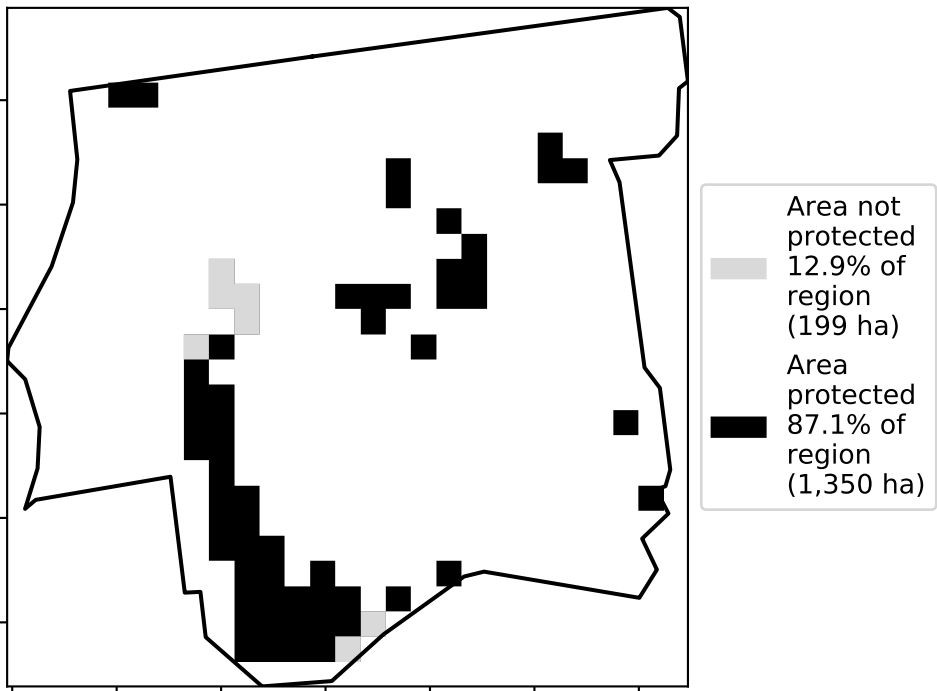 Area not
protected
12.9% of
region
(199 ha)
Area
protected
87.1% of
region
(1,350 ha)